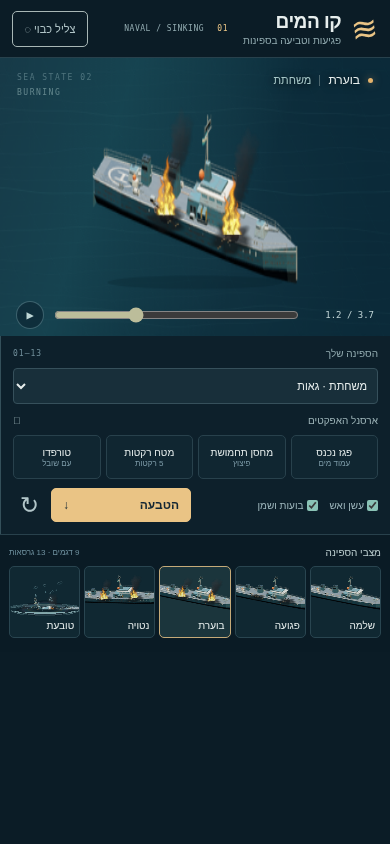 קו המים
פגיעות וטביעה בספינות
01 NAVAL / SINKING
צליל כבוי
בוערת | משחתת
SEA STATE 02
BURNING
1.2 / 3.7
הספינה שלך
01–13
משחתת · גאות
ארסנל האפקטים
פגז נכנס
עמוד מים
מחסן תחמושת
פיצוץ
מטח רקטות
5 רקטות
טורפדו
עם שובל
עשן ואש
בועות ושמן
הטבעה ↓
מצבי הספינה
9 דגמים · 13 גרסאות
שלמה
פגועה
בוערת
נטויה
טובעת